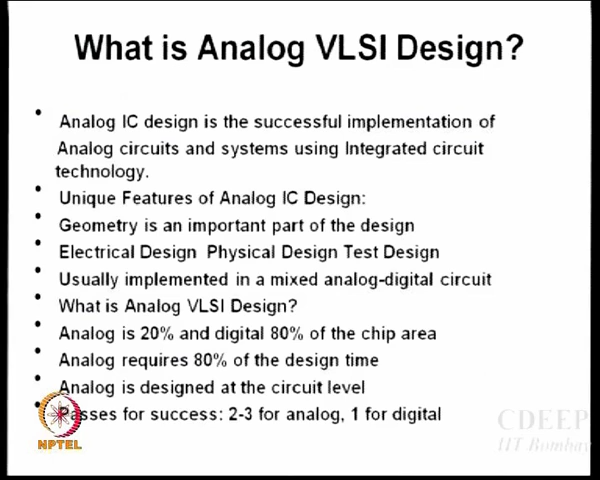 What is Analog VLSI Design?
• Analog IC design is the successful implementation of
Analog circuits and systems using Integrated circuit
technology.
• Unique Features of Analog IC Design:
• Geometry is an important part of the design
• Electrical Design Physical Design Test Design
• Usually implemented in a mixed analog-digital circuit
• What is Analog VLSI Design?
• Analog is 20% and digital 80% of the chip area
• Analog requires 80% of the design time
• Analog is designed at the circuit level
• Passes for success: 2-3 for analog, 1 for digital
NPTEL
CDEEP
IIT Bombay